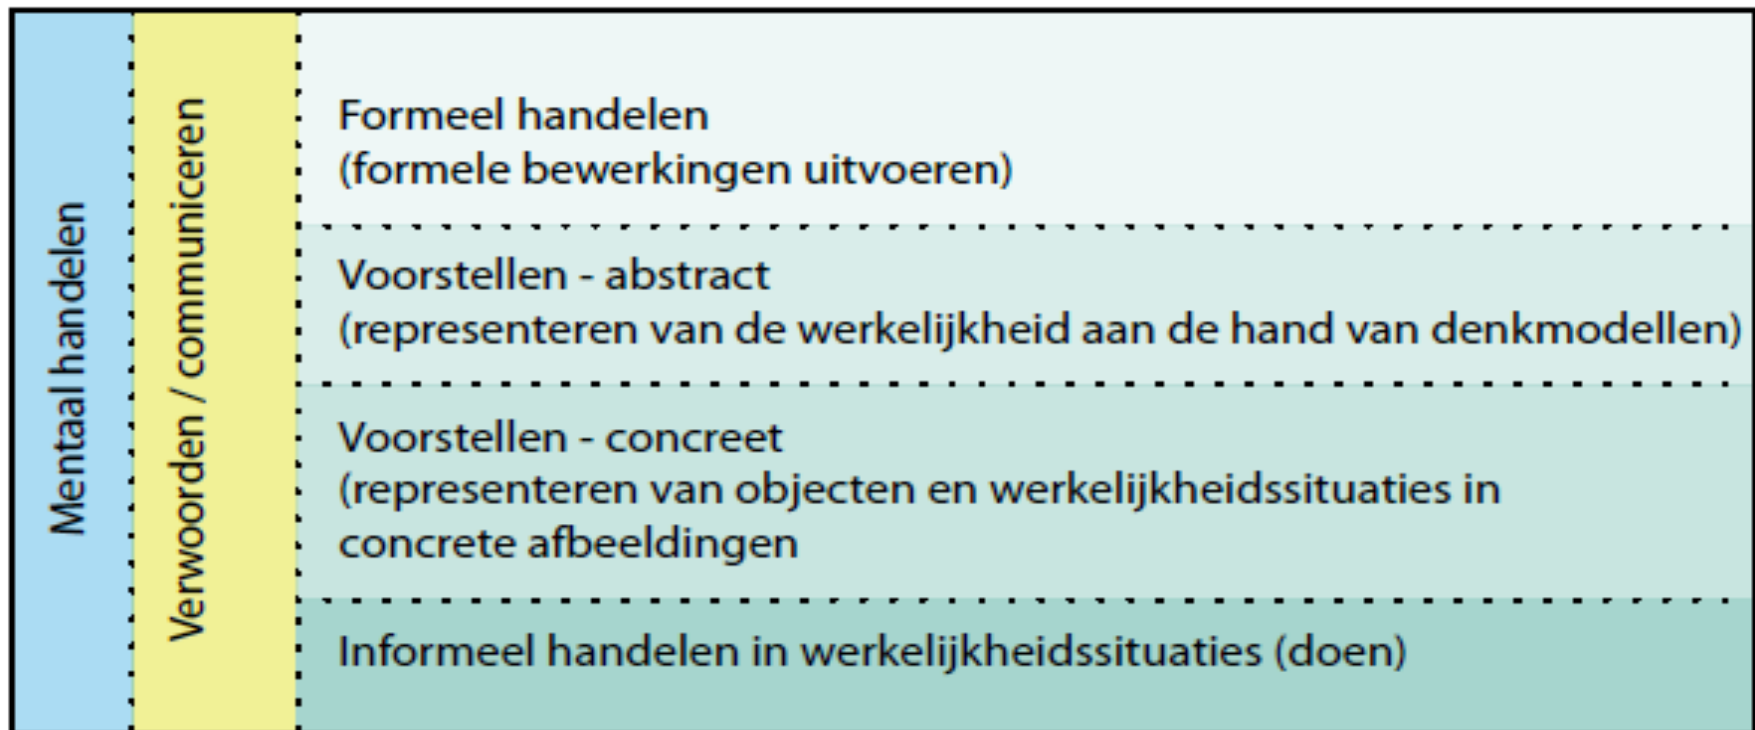 Mentaal handelen
Verwoorden / communiceren
Formeel handelen
(formele bewerkingen uitvoeren)
Voorstellen - abstract
(representeren van de werkelijkheid aan de hand van denkmodellen)
Voorstellen - concreet
(representeren van objecten en werkelijkheidssituaties in
concrete afbeeldingen
Informeel handelen in werkelijkheidssituaties (doen)